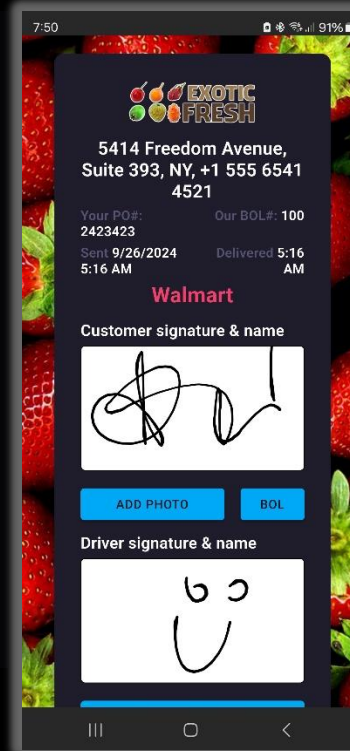 7:50 91%
EXOTIC
FRESH
5414 Freedom Avenue,
Suite 393, NY, +1 555 6541
4521
Your PO#: Our BOL#: 100
2423423
Sent 9/26/2024 Delivered 5:16
5:16 AM AM
Walmart
Customer signature & name
ADD PHOTO BOL
Driver signature & name